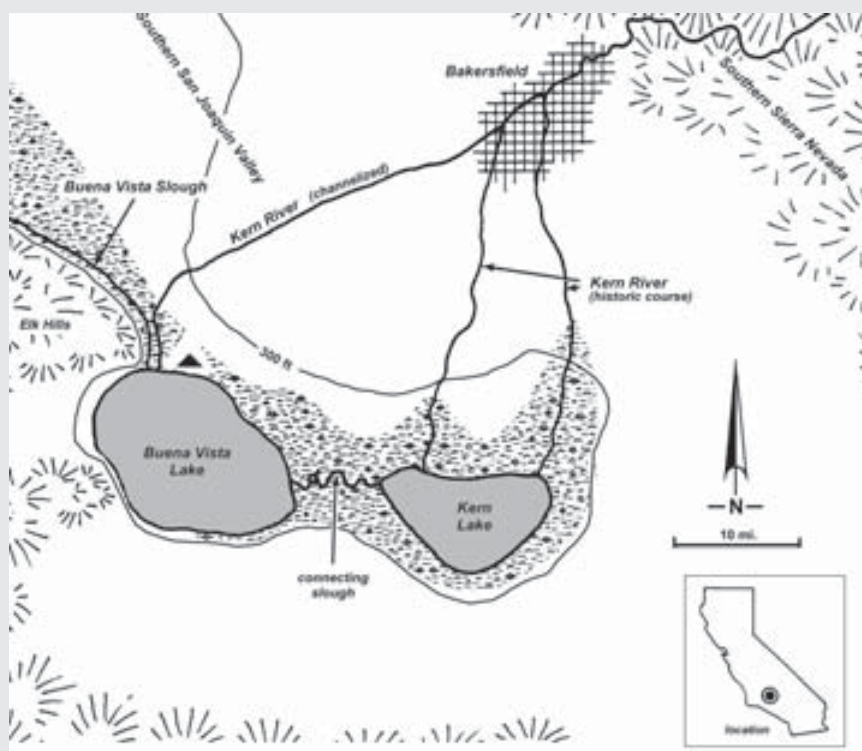 Southern San Joaquin Valley
Bakersfield
Southern Sierra Nevada
Buena Vista Slough
Kern River (channelized)
Kern River
(historic course)
Elk Hills
300 ft
Buena Vista
Lake
Kern
Lake
N
10 mi.
connecting
slough
location